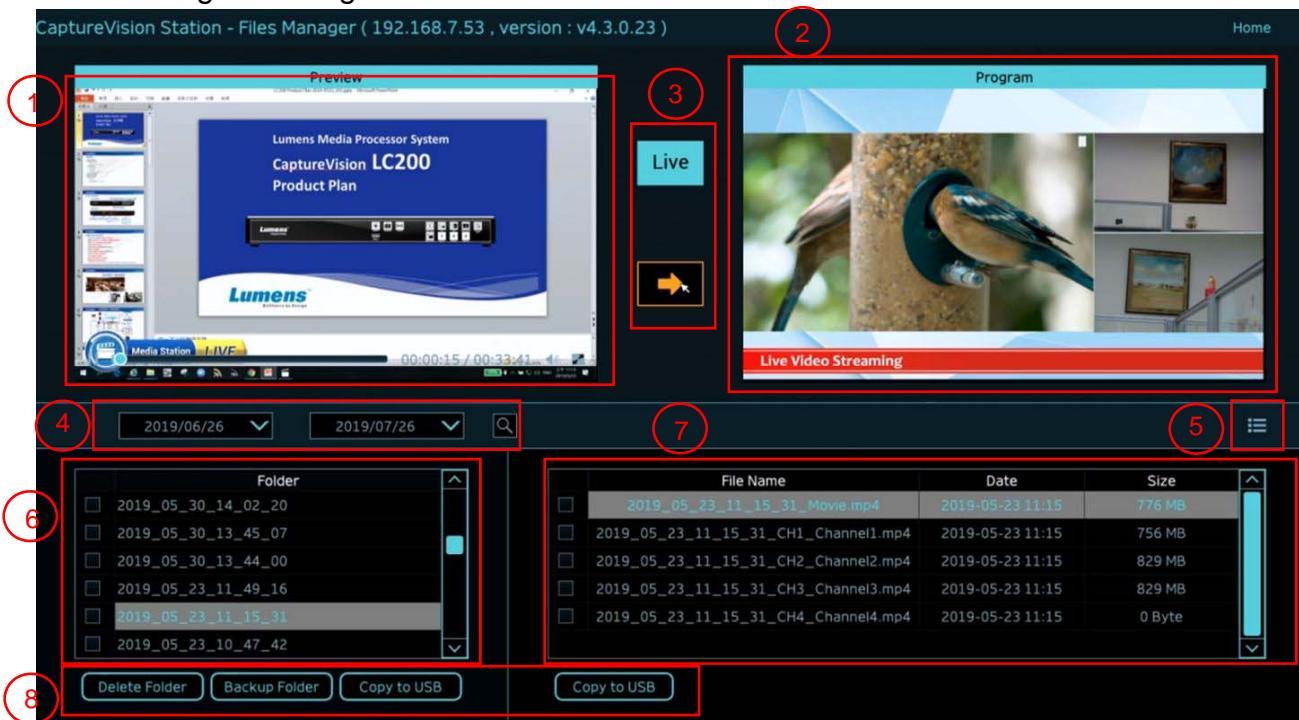 CaptureVision Station - Files Manager ( 192.168.7.53 , version : v4.3.0.23 )
Home
1
2
3
Preview
Program
Lumens Media Processor System
CaptureVision LC200
Product Plan
Lumens
Lumens
Media Station LIVE
00:00:15 / 00:33:41
Live
Live Video Streaming
4
2019/06/26
2019/07/26
7
5
6
Folder
2019_05_30_14_02_20
2019_05_30_13_45_07
2019_05_30_13_44_00
2019_05_23_11_49_16
2019_05_23_11_15_31
2019_05_23_10_47_42
File Name Date Size
2019_05_23_11_15_31_Movie.mp4 2019-05-23 11:15 776 MB
2019_05_23_11_15_31_CH1_Channel1.mp4 2019-05-23 11:15 756 MB
2019_05_23_11_15_31_CH2_Channel2.mp4 2019-05-23 11:15 829 MB
2019_05_23_11_15_31_CH3_Channel3.mp4 2019-05-23 11:15 829 MB
2019_05_23_11_15_31_CH4_Channel4.mp4 2019-05-23 11:15 0 Byte
8
Delete Folder Backup Folder Copy to USB Copy to USB